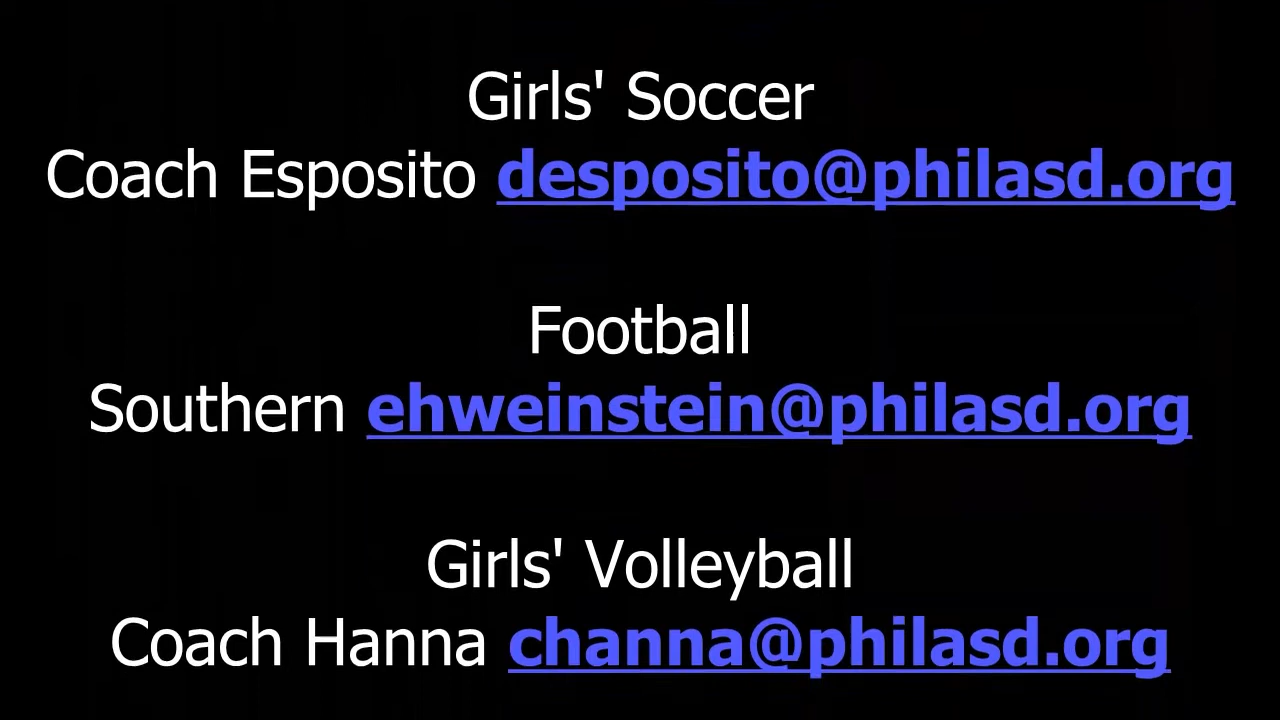 Girls' Soccer
Coach Esposito desposito@philasd.org
Football
Southern ehweinstein@philasd.org
Girls' Volleyball
Coach Hanna channa@philasd.org